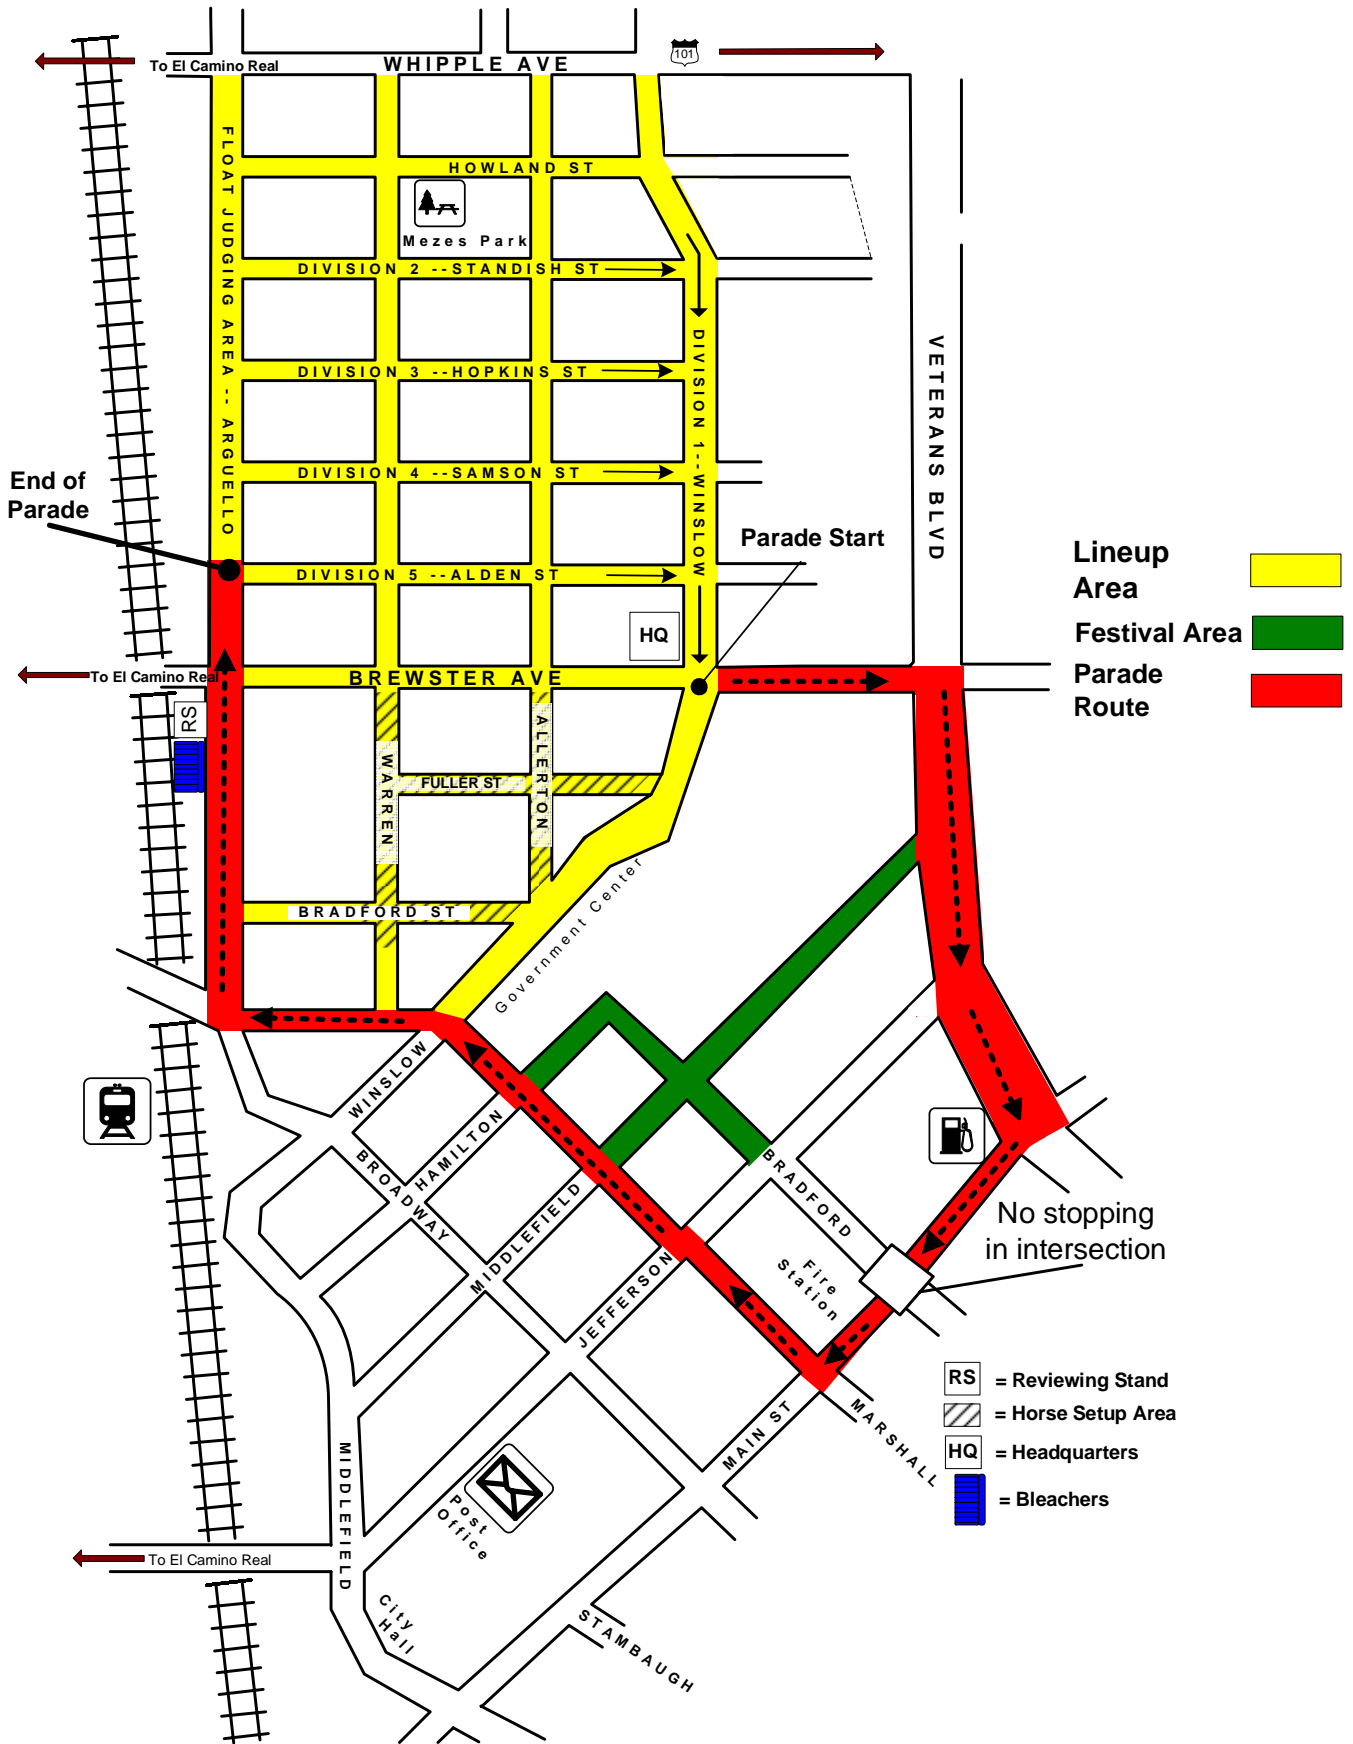 101
To El Camino Real
WHIPPLE AVE
FLOAT JUDGING AREA -- ARGUELLO
HOWLAND ST
Mezes Park
DIVISION 2 --STANDISH ST
DIVISION 1--WINSLOW
VETERANS BLVD
DIVISION 3 --HOPKINS ST
DIVISION 4 --SAMSON ST
End of
Parade
Parade Start
DIVISION 5 --ALDEN ST
Lineup
Area
Festival Area
Parade
Route
HQ
To El Camino Real
BREWSTER AVE
RS
WARREN
ALLERTON
FULLER ST
BRADFORD ST
Government Center
WINSLOW
HAMILTON
BROADWAY
MIDDLEFIELD
JEFFERSON
BRADFORD
Fire
Station
No stopping
in intersection
MAIN ST
MARSHALL
RS = Reviewing Stand
= Horse Setup Area
HQ = Headquarters
= Bleachers
MIDDLEFIELD
Post
Office
To El Camino Real
City
Hall
STAMBAUGH